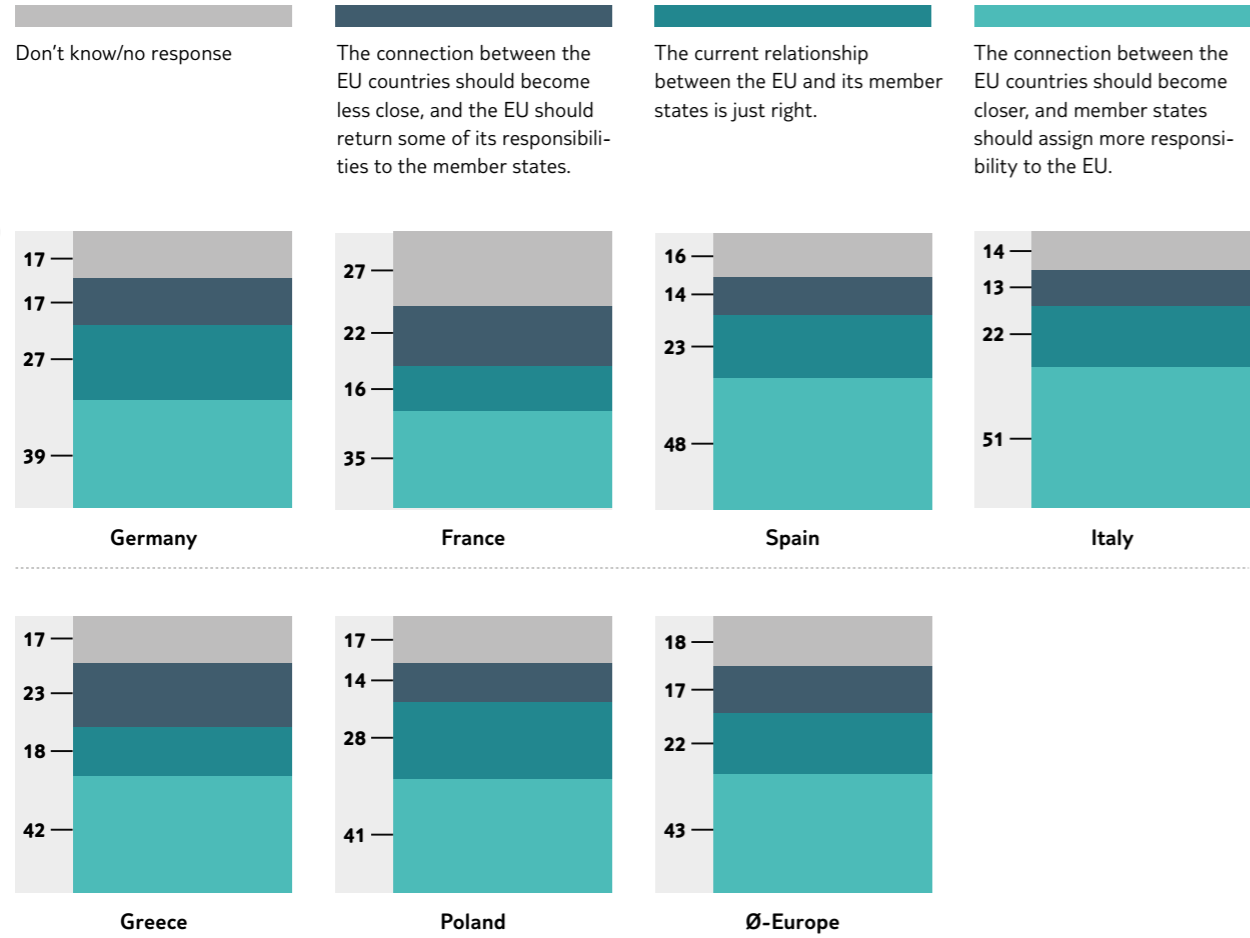 Don't know/no response
The connection between the
EU countries should become
less close, and the EU should
return some of its responsibili-
ties to the member states.
The current relationship
between the EU and its member
states is just right.
The connection between the
EU countries should become
closer, and member states
should assign more responsi-
bility to the EU.
17
17
27
39
Germany
27
22
16
35
France
16
14
23
48
Spain
14
13
22
51
Italy
17
23
18
42
Greece
17
14
28
41
Poland
18
17
22
43
Ø-Europe